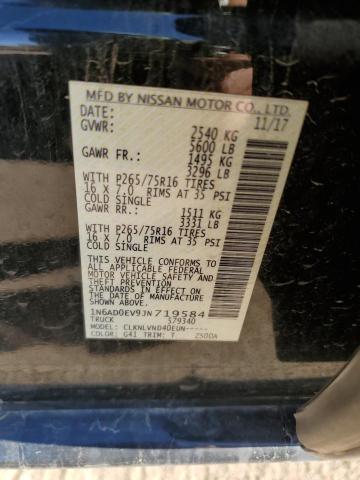 MFD BY NISSAN MOTOR CO., LTD.
DATE: 11/17
GVWR: 2540 KG
5600 LB
GAWR FR.: 1495 KG
3296 LB
WITH P265/75R16 TIRES
16 X 7.0 RIMS AT 35 PSI
COLD SINGLE
GAWR RR.: 1511 KG
3331 LB
WITH P265/75R16 TIRES
16 X 7.0 RIMS AT 35 PSI
COLD SINGLE
THIS VEHICLE CONFORMS TO
ALL APPLICABLE FEDERAL
MOTOR VEHICLE SAFETY AND
THEFT PREVENTION
STANDARDS IN EFFECT ON
THE DATE OF MANUFACTURE
SHOWN ABOVE.
1N6AD0EV9JN719584
TRUCK 579340
MODEL: CLKNLVND4DEUN-----
COLOR: G41 TRIM: T 2500A